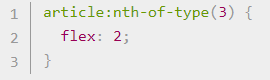 1 article:nth-of-type(3) {
2   flex: 2;
3 }